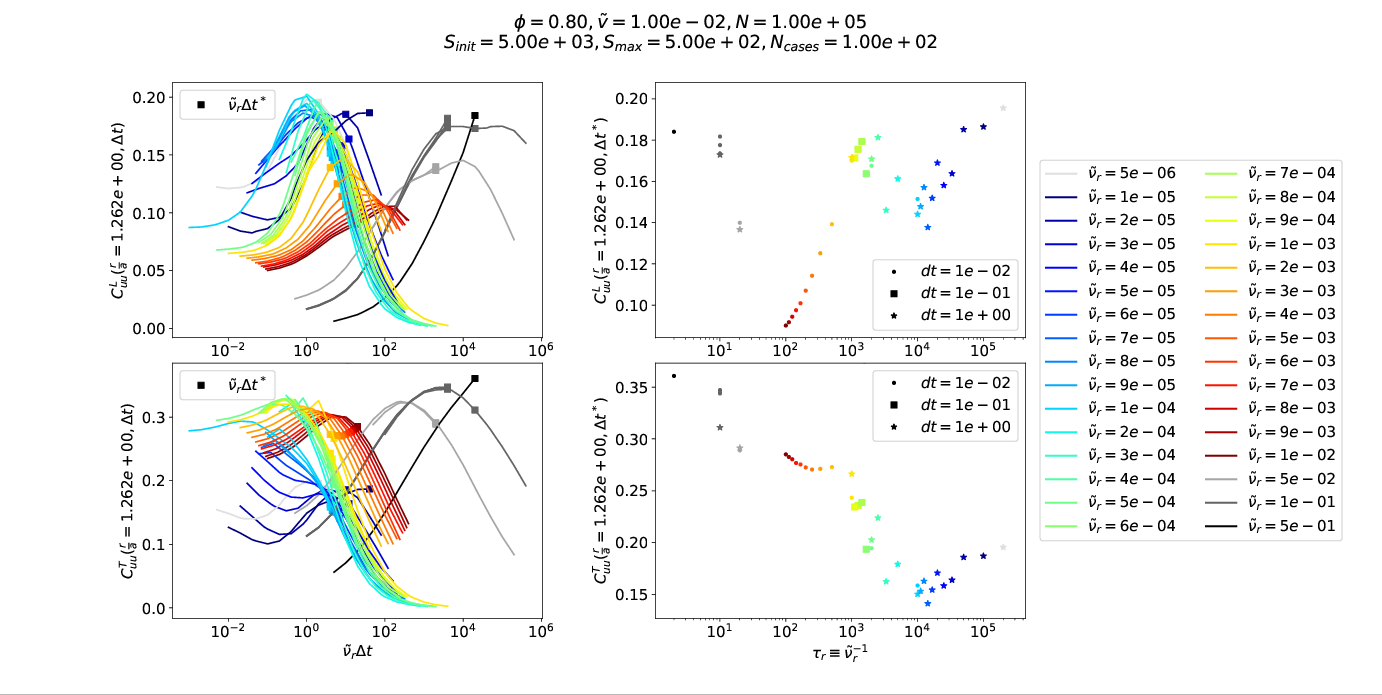 ϕ = 0.80, ṽ = 1.00e − 02, N = 1.00e + 05
S_init = 5.00e + 03, S_max = 5.00e + 02, N_cases = 1.00e + 02
C^L_uu(r/a = 1.262e + 00, Δt)
0.20
0.15
0.10
0.05
0.00
ν̃_r Δt*
10^−2 10^0 10^2 10^4 10^6
C^L_uu(r/a = 1.262e + 00, Δt*)
0.20
0.18
0.16
0.14
0.12
0.10
dt = 1e − 02
dt = 1e − 01
dt = 1e + 00
10^1 10^2 10^3 10^4 10^5
C^T_uu(r/a = 1.262e + 00, Δt)
0.3
0.2
0.1
0.0
ν̃_r Δt*
10^−2 10^0 10^2 10^4 10^6
ν̃_r Δt
C^T_uu(r/a = 1.262e + 00, Δt*)
0.35
0.30
0.25
0.20
0.15
dt = 1e − 02
dt = 1e − 01
dt = 1e + 00
10^1 10^2 10^3 10^4 10^5
τ_r ≡ ν̃_r^−1
ν̃_r = 5e − 06
ν̃_r = 1e − 05
ν̃_r = 2e − 05
ν̃_r = 3e − 05
ν̃_r = 4e − 05
ν̃_r = 5e − 05
ν̃_r = 6e − 05
ν̃_r = 7e − 05
ν̃_r = 8e − 05
ν̃_r = 9e − 05
ν̃_r = 1e − 04
ν̃_r = 2e − 04
ν̃_r = 3e − 04
ν̃_r = 4e − 04
ν̃_r = 5e − 04
ν̃_r = 6e − 04
ν̃_r = 7e − 04
ν̃_r = 8e − 04
ν̃_r = 9e − 04
ν̃_r = 1e − 03
ν̃_r = 2e − 03
ν̃_r = 3e − 03
ν̃_r = 4e − 03
ν̃_r = 5e − 03
ν̃_r = 6e − 03
ν̃_r = 7e − 03
ν̃_r = 8e − 03
ν̃_r = 9e − 03
ν̃_r = 1e − 02
ν̃_r = 5e − 02
ν̃_r = 1e − 01
ν̃_r = 5e − 01